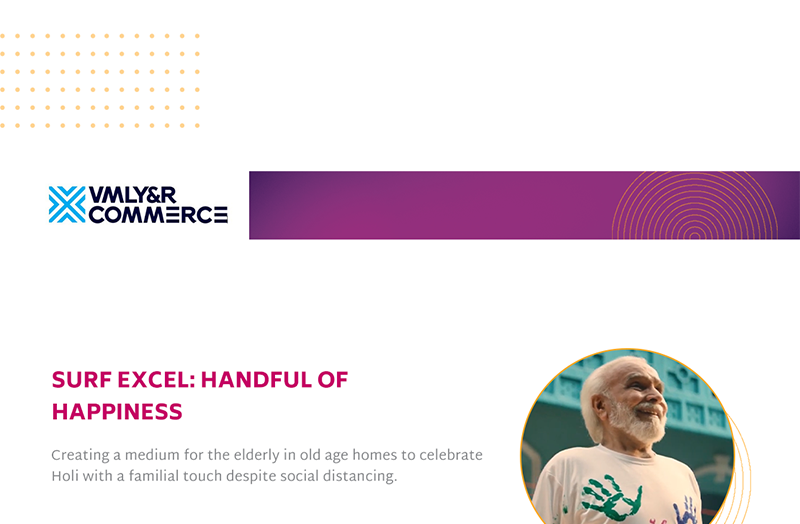 VMLY&R
COMMERCE
SURF EXCEL: HANDFUL OF
HAPPINESS
Creating a medium for the elderly in old age homes to celebrate
Holi with a familial touch despite social distancing.